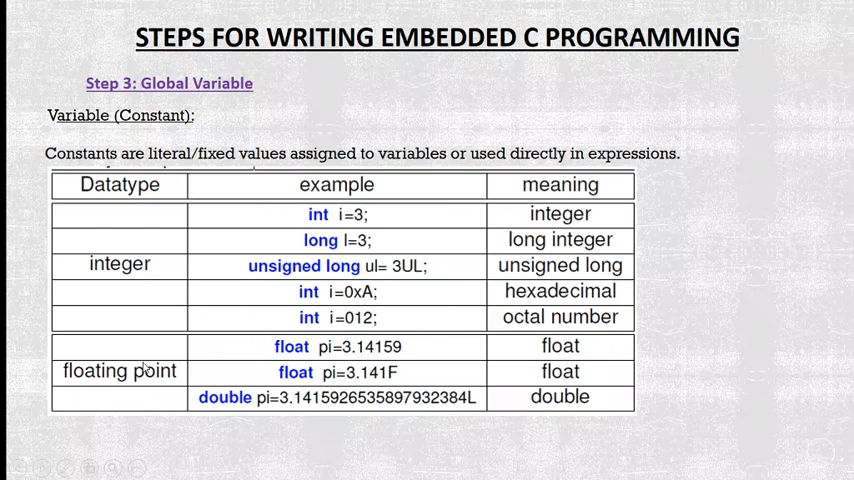 STEPS FOR WRITING EMBEDDED C PROGRAMMING
Step 3: Global Variable
Variable (Constant):
Constants are literal/fixed values assigned to variables or used directly in expressions.
Datatype example meaning
int i=3; integer
long l=3; long integer
integer unsigned long ul= 3UL; unsigned long
int i=0xA; hexadecimal
int i=012; octal number
float pi=3.14159 float
floating point float pi=3.141F float
double pi=3.1415926535897932384L double